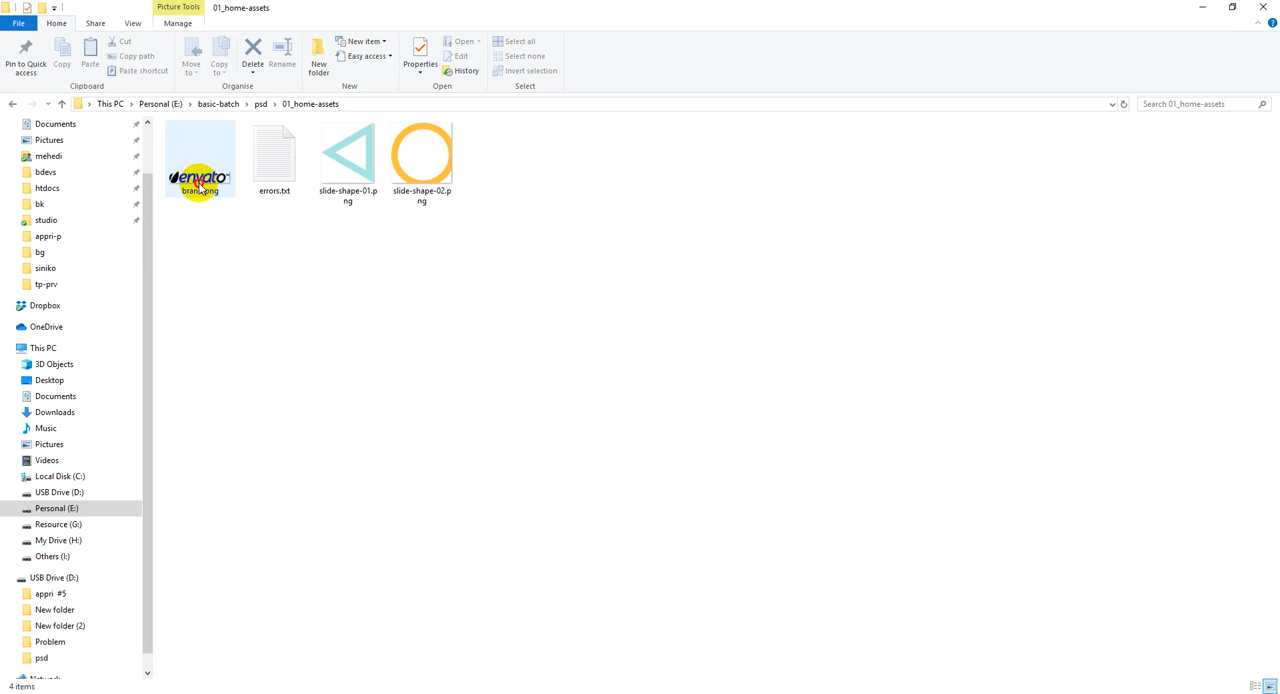 Picture Tools
01_home-assets
File
Home
Share
View
Manage
Pin to Quick access
Copy
Paste
Cut
Copy path
Paste shortcut
Clipboard
Move to
Copy to
Delete
Rename
Organise
New folder
New item
Easy access
New
Properties
Open
Edit
History
Open
Select all
Select none
Invert selection
Select
This PC
Personal (E:)
basic-batch
psd
01_home-assets
Search 01_home-assets
Documents
Pictures
mehedi
bdevs
htdocs
bk
studio
appri-p
bg
siniko
tp-prv
Dropbox
OneDrive
This PC
3D Objects
Desktop
Documents
Downloads
Music
Pictures
Videos
Local Disk (C:)
USB Drive (D:)
Personal (E:)
Resource (G:)
My Drive (H:)
Others (I:)
USB Drive (D:)
appri #5
New folder
New folder (2)
Problem
psd
envato
errors.txt
slide-shape-01.p
ng
slide-shape-02.p
ng
4 items